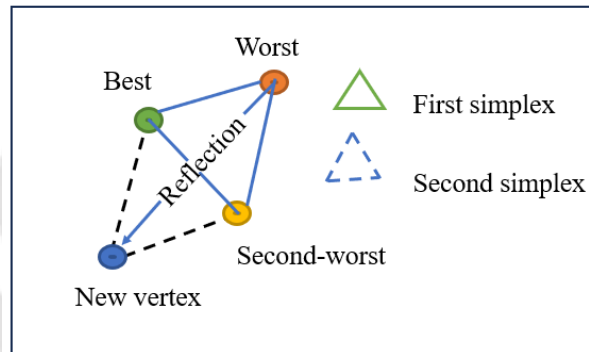 Worst
Best
First simplex
Reflection
Second simplex
Second-worst
New vertex